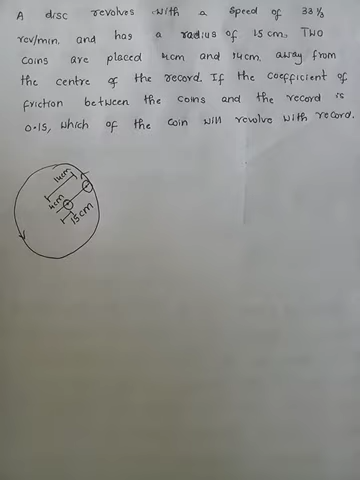 A disc revolves with a speed of 33 1/3
rev/min. and has a radius of 15 cm. Two
coins are placed 4cm and 14cm. away from
the centre of the record. If the coefficient of
friction between the coins and the record is
0.15, which of the coin will revolve with record.
14cm
4cm
15cm